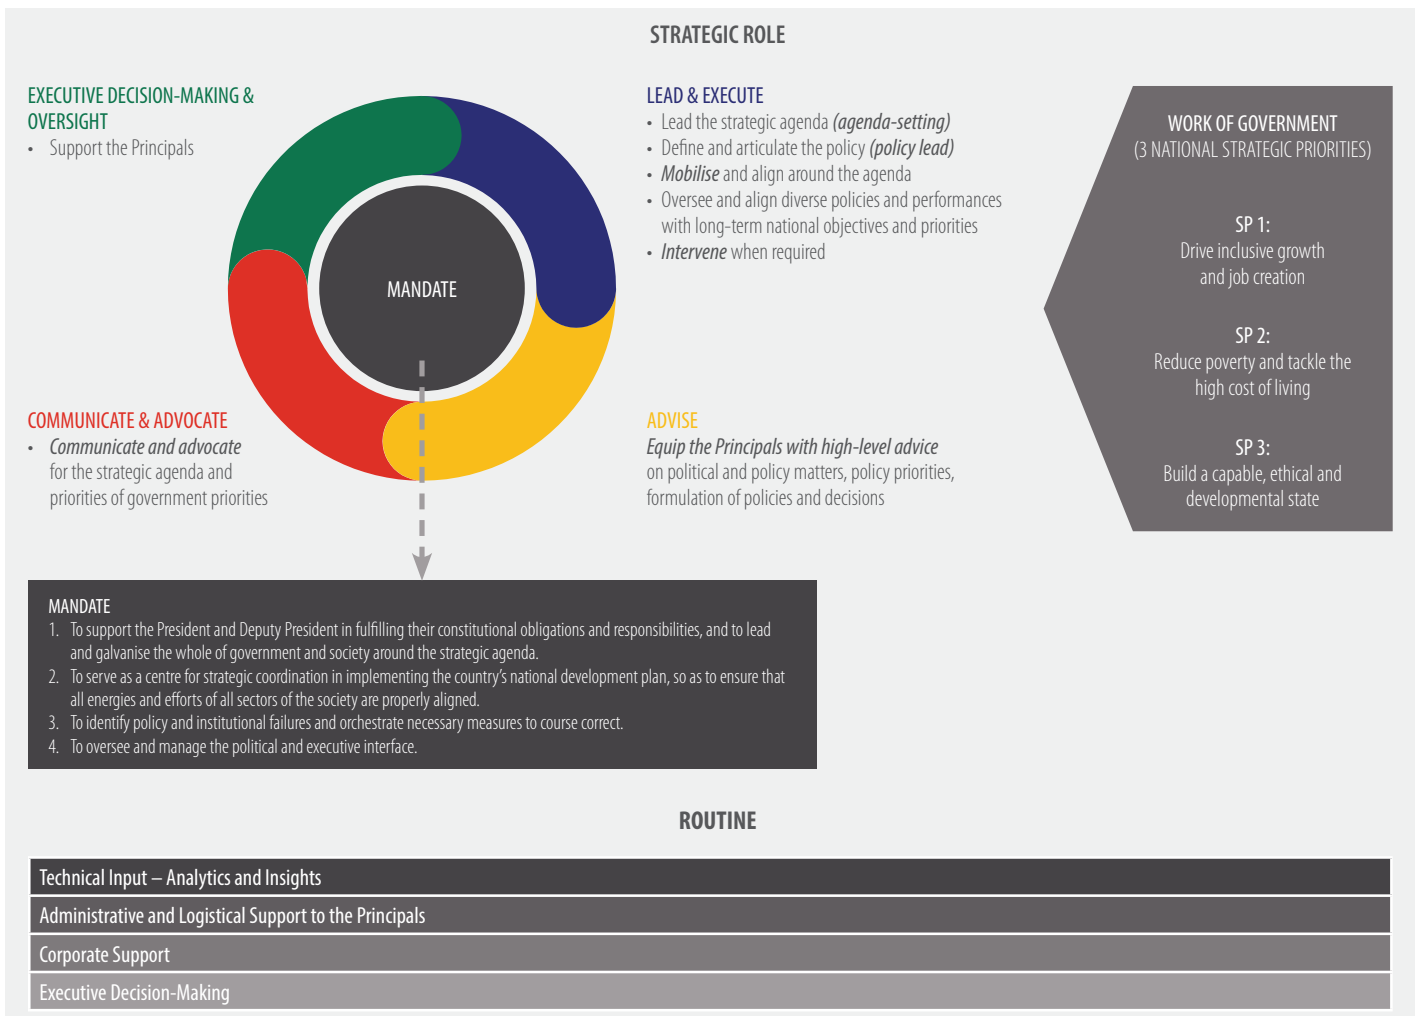 STRATEGIC ROLE
EXECUTIVE DECISION-MAKING &
OVERSIGHT
• Support the Principals
LEAD & EXECUTE
• Lead the strategic agenda (agenda-setting)
• Define and articulate the policy (policy lead)
• Mobilise and align around the agenda
• Oversee and align diverse policies and performances
with long-term national objectives and priorities
• Intervene when required
MANDATE
COMMUNICATE & ADVOCATE
• Communicate and advocate
for the strategic agenda and
priorities of government priorities
ADVISE
Equip the Principals with high-level advice
on political and policy matters, policy priorities,
formulation of policies and decisions
WORK OF GOVERNMENT
(3 NATIONAL STRATEGIC PRIORITIES)
SP 1:
Drive inclusive growth
and job creation
SP 2:
Reduce poverty and tackle the
high cost of living
SP 3:
Build a capable, ethical and
developmental state
MANDATE
1. To support the President and Deputy President in fulfilling their constitutional obligations and responsibilities, and to lead
and galvanise the whole of government and society around the strategic agenda.
2. To serve as a centre for strategic coordination in implementing the country’s national development plan, so as to ensure that
all energies and efforts of all sectors of the society are properly aligned.
3. To identify policy and institutional failures and orchestrate necessary measures to course correct.
4. To oversee and manage the political and executive interface.
ROUTINE
Technical Input – Analytics and Insights
Administrative and Logistical Support to the Principals
Corporate Support
Executive Decision-Making